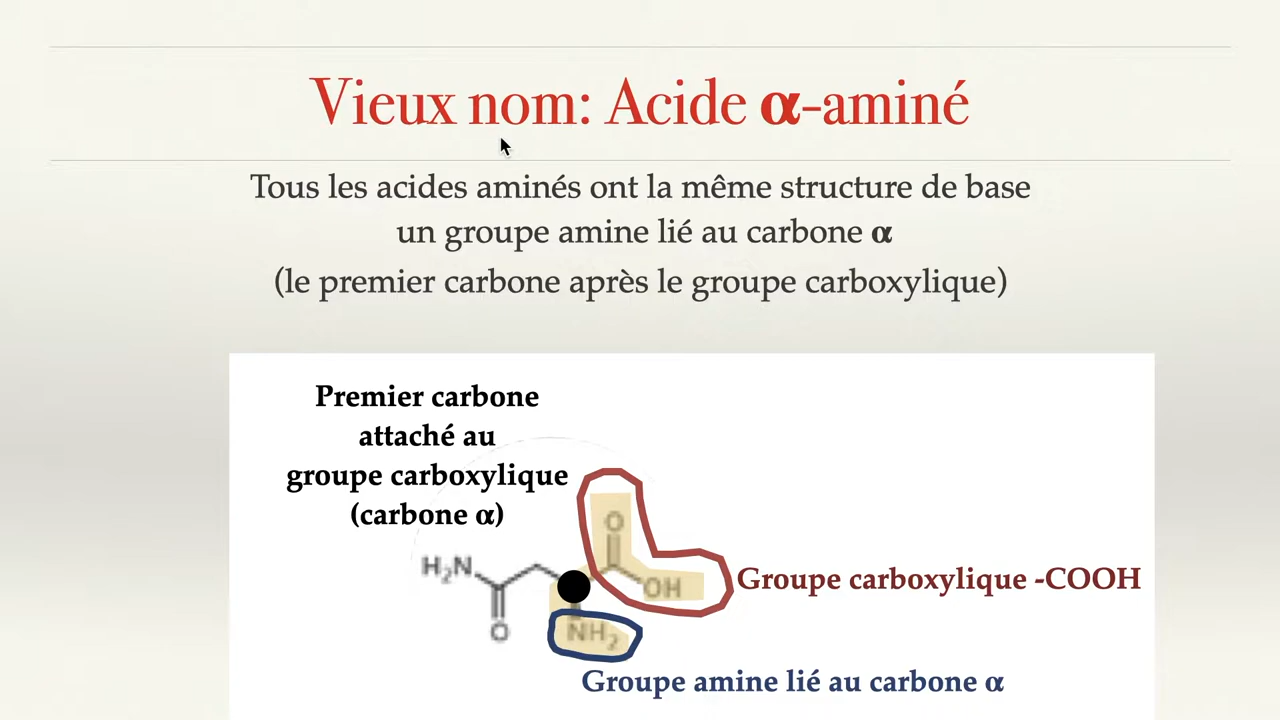 Vieux nom: Acide α-aminé
Tous les acides aminés ont la même structure de base
un groupe amine lié au carbone α
(le premier carbone après le groupe carboxylique)
Premier carbone
attaché au
groupe carboxylique
(carbone α)
O
H₂N
OH
Groupe carboxylique -COOH
O
NH₂
Groupe amine lié au carbone α